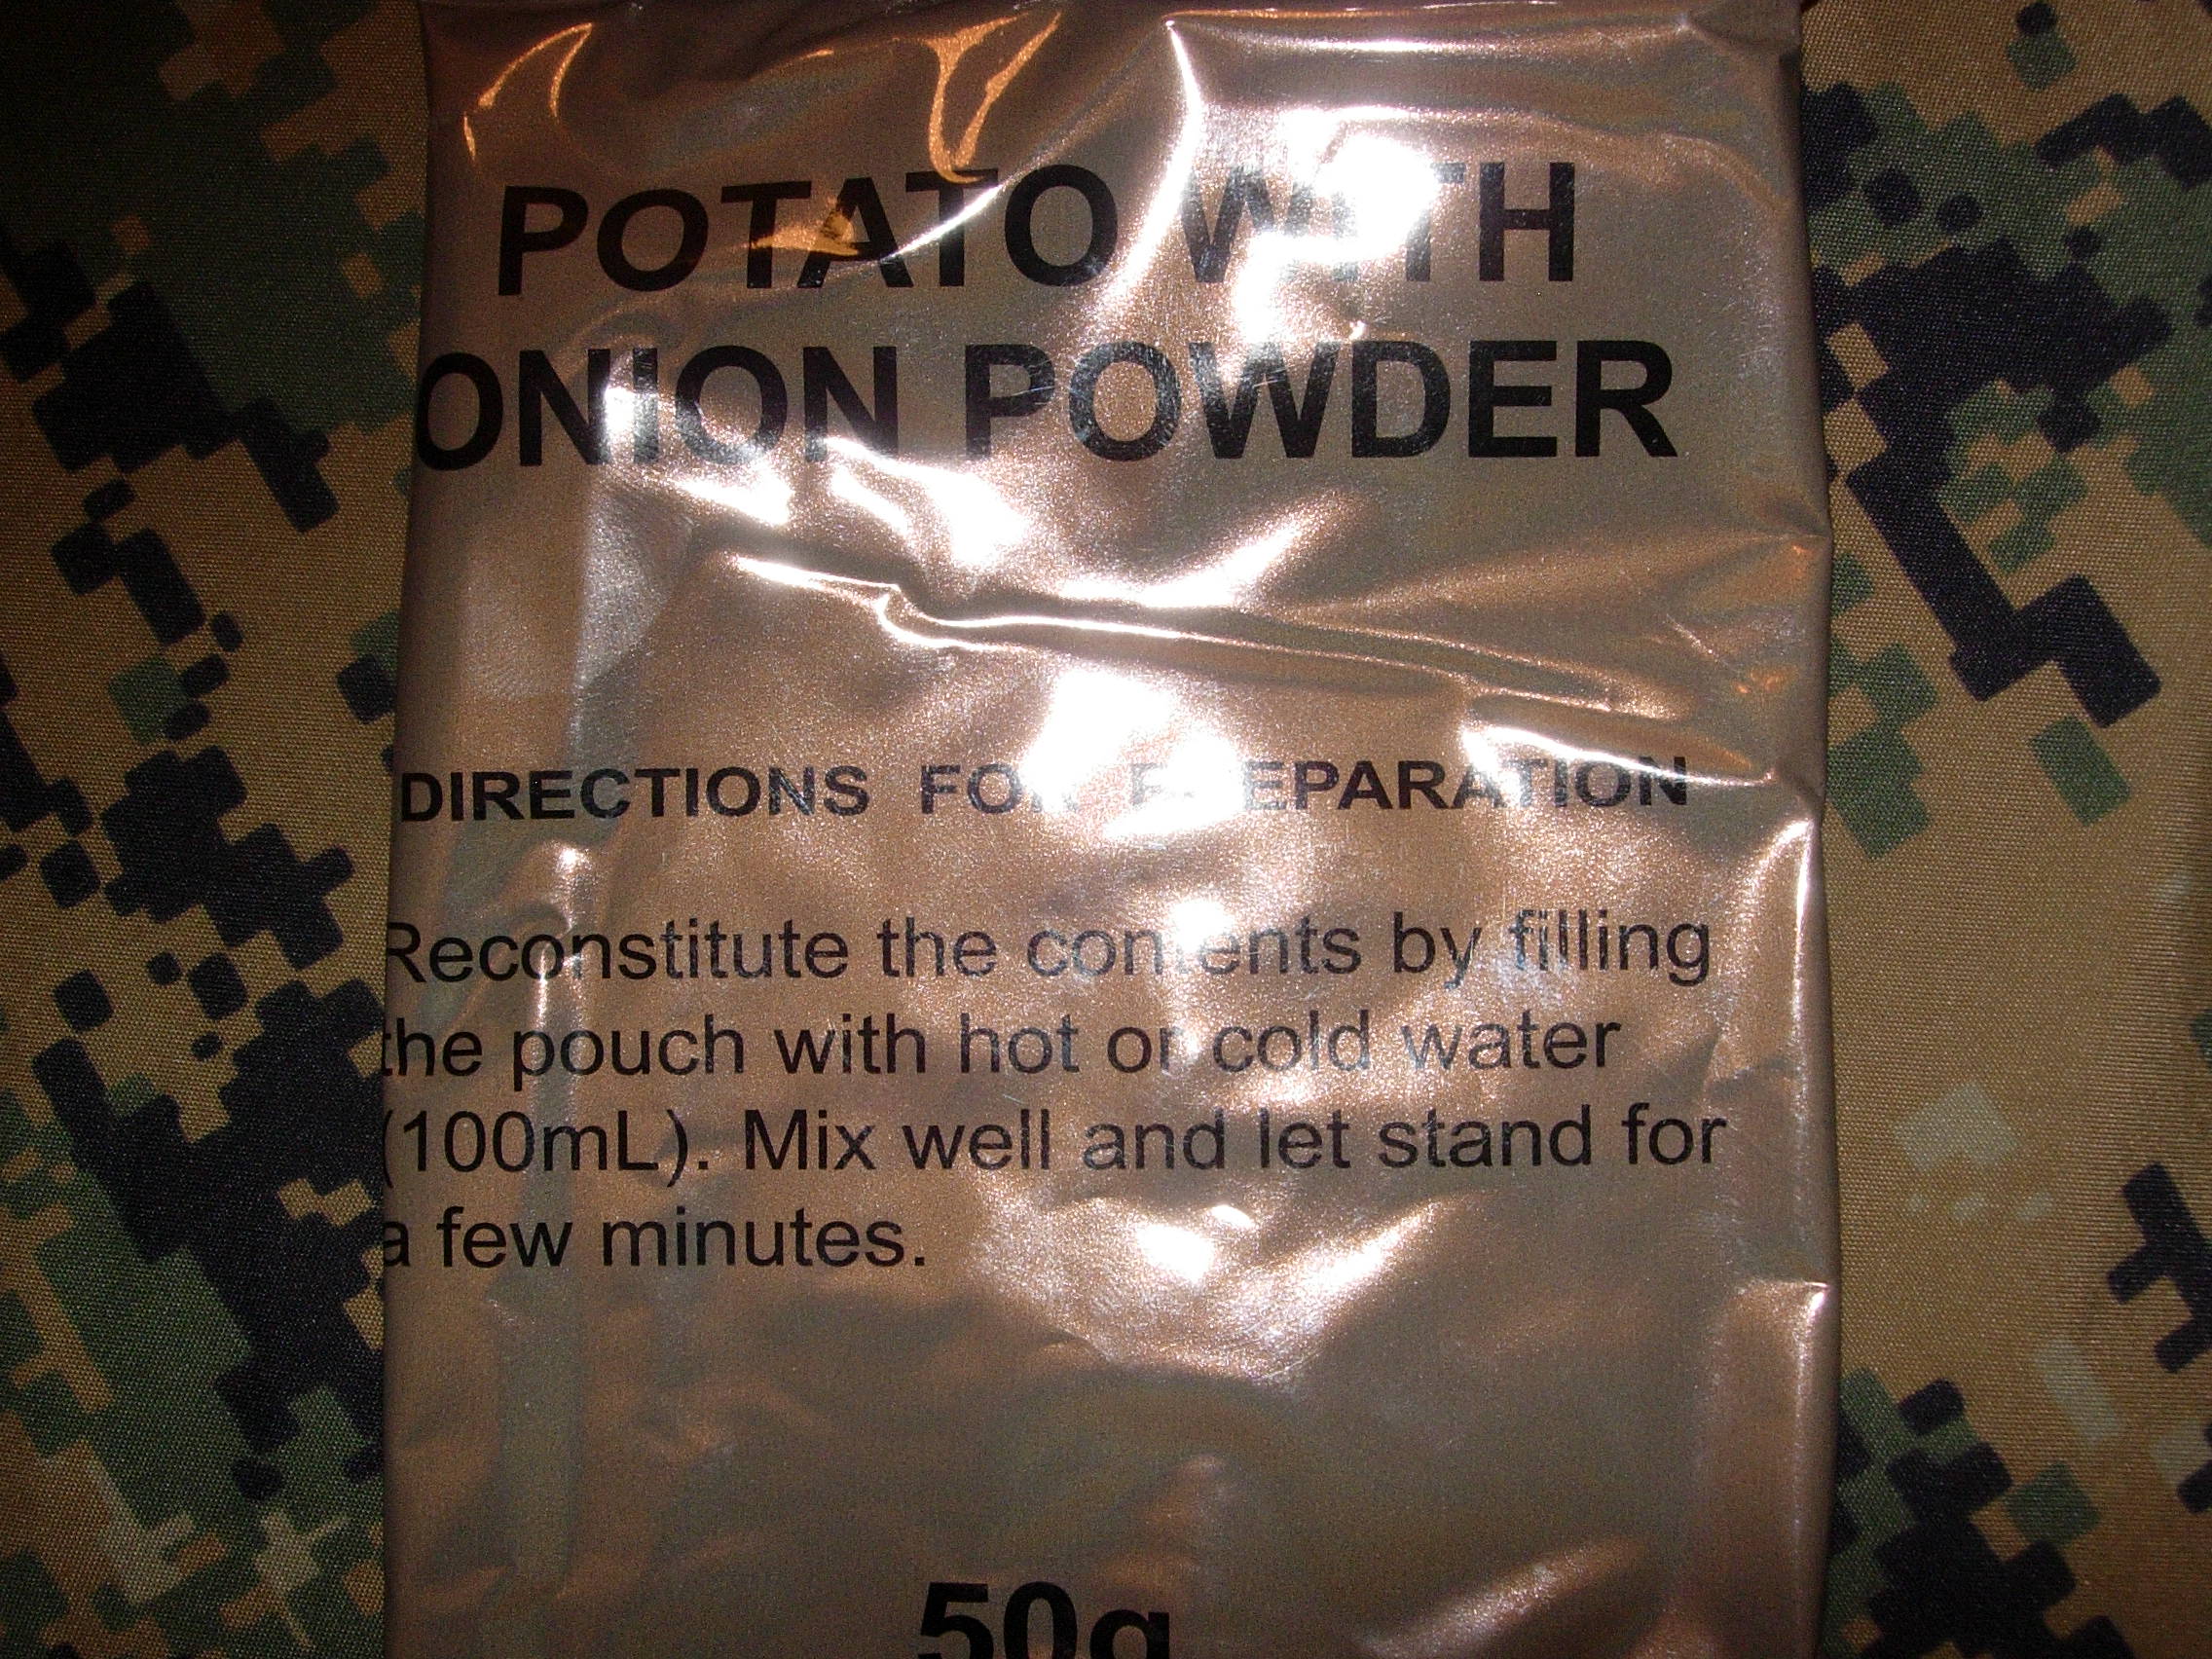 POTATO WITH
ONION POWDER
DIRECTIONS FOR PREPARATION
Reconstitute the contents by filling
the pouch with hot or cold water
(100mL). Mix well and let stand for
a few minutes.
50g